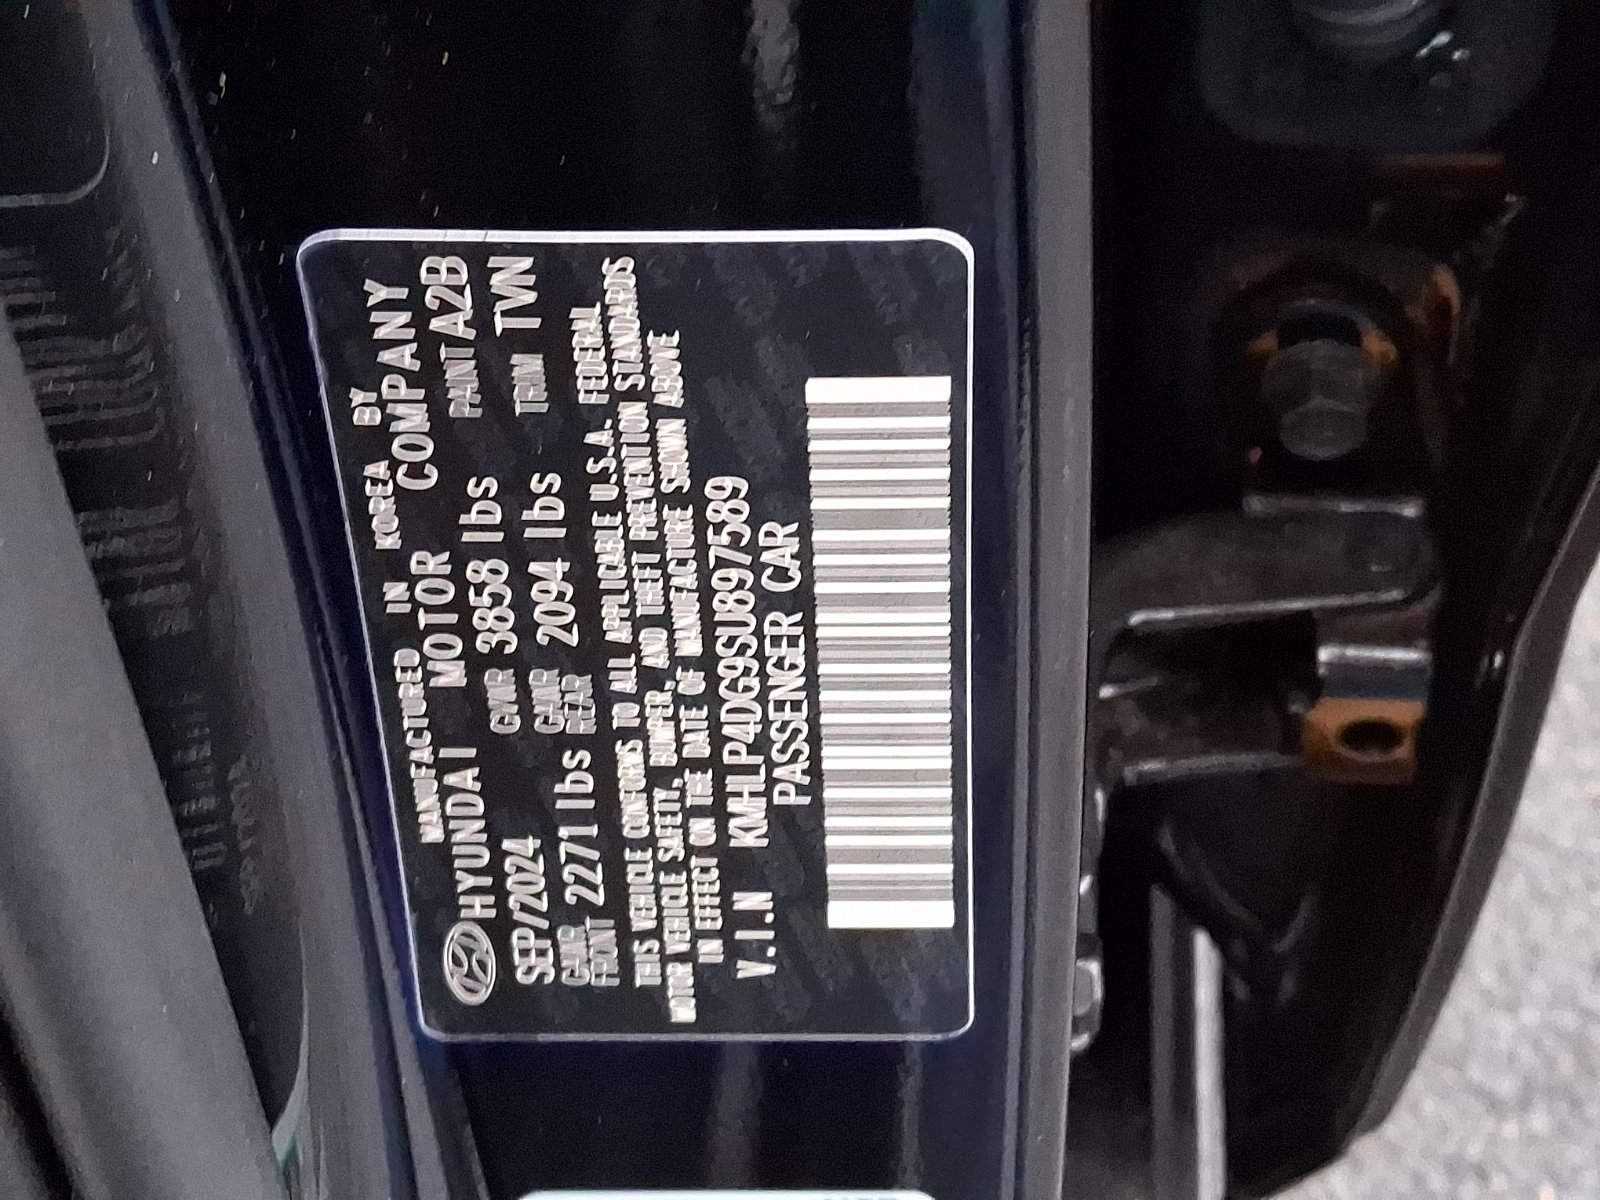 MANUFACTURED IN KOREA BY
HYUNDAI MOTOR COMPANY
SEP/2024 GVWR 3858 lbs PAINT A2B
GAWR FRONT 2271 lbs GAWR REAR 2094 lbs TRIM TVN
THIS VEHICLE CONFORMS TO ALL APPLICABLE U.S.A. FEDERAL
MOTOR VEHICLE SAFETY, BUMPER, AND THEFT PREVENTION STANDARDS
IN EFFECT ON THE DATE OF MANUFACTURE SHOWN ABOVE
V.I.N KMHLP4DG9SU897589
PASSENGER CAR